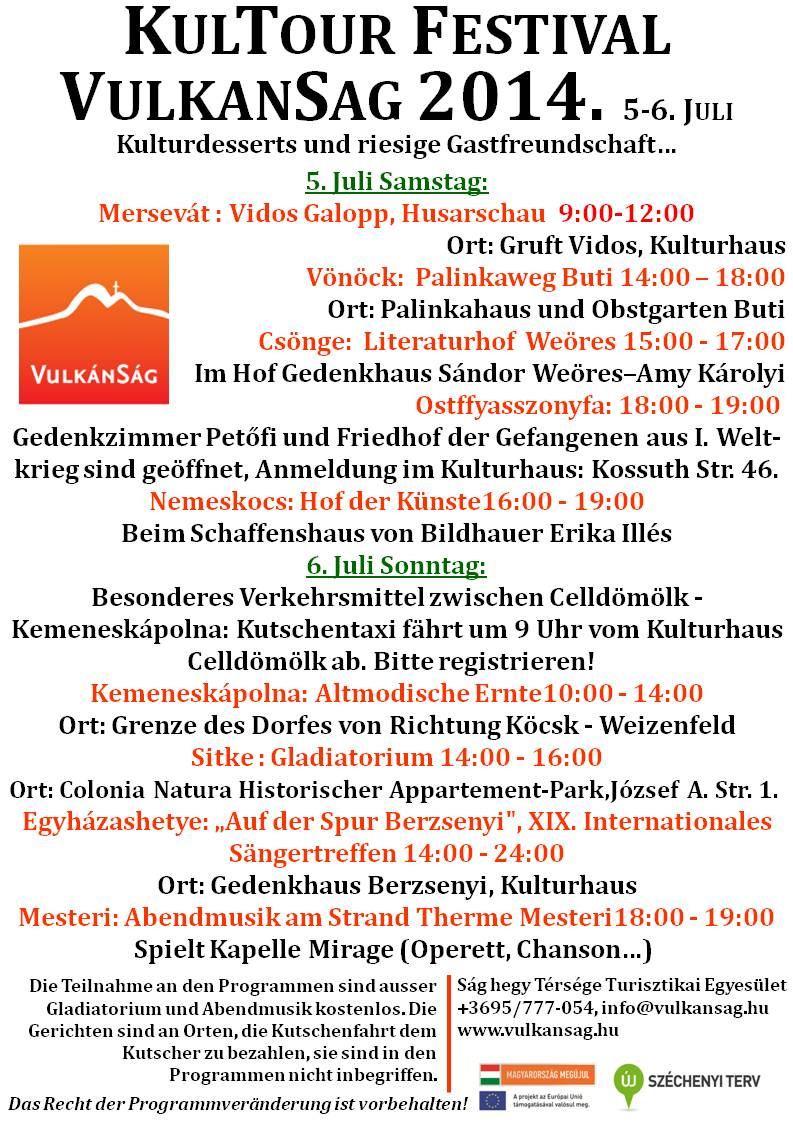 KULTOUR FESTIVAL
VULKANSAG 2014. 5-6. JULI
Kulturdesserts und riesige Gastfreundschaft...
5. Juli Samstag:
Mersevát : Vidos Galopp, Husarschau 9:00-12:00
Ort: Gruft Vidos, Kulturhaus
Vönöck: Palinkaweg Buti 14:00 – 18:00
Ort: Palinkahaus und Obstgarten Buti
Csönge: Literaturhof Weöres 15:00 - 17:00
VULKÁNSÁG
Im Hof Gedenkhaus Sándor Weöres–Amy Károlyi
Ostffyasszonyfa: 18:00 - 19:00
Gedenkzimmer Petőfi und Friedhof der Gefangenen aus I. Welt-
krieg sind geöffnet, Anmeldung im Kulturhaus: Kossuth Str. 46.
Nemeskocs: Hof der Künste16:00 - 19:00
Beim Schaffenshaus von Bildhauer Erika Illés
6. Juli Sonntag:
Besonderes Verkehrsmittel zwischen Celldömölk -
Kemeneskápolna: Kutschentaxi fährt um 9 Uhr vom Kulturhaus
Celldömölk ab. Bitte registrieren!
Kemeneskápolna: Altmodische Ernte10:00 - 14:00
Ort: Grenze des Dorfes von Richtung Köcsk - Weizenfeld
Sitke : Gladiatorium 14:00 - 16:00
Ort: Colonia Natura Historischer Appartement-Park,József A. Str. 1.
Egyházashetye: „Auf der Spur Berzsenyi", XIX. Internationales
Sängertreffen 14:00 - 24:00
Ort: Gedenkhaus Berzsenyi, Kulturhaus
Mesteri: Abendmusik am Strand Therme Mesteri18:00 - 19:00
Spielt Kapelle Mirage (Operett, Chanson...)
Die Teilnahme an den Programmen sind ausser
Gladiatorium und Abendmusik kostenlos. Die
Gerichten sind an Orten, die Kutschenfahrt dem
Kutscher zu bezahlen, sie sind in den
Programmen nicht inbegriffen.
Das Recht der Programmveränderung ist vorbehalten!
Ság hegy Térsége Turisztikai Egyesület
+3695/777-054, info@vulkansag.hu
www.vulkansag.hu
MAGYARORSZÁG MEGÚJUL
A projekt az Európai Unió
támogatásával valósul meg.
ÚJ SZÉCHENYI TERV